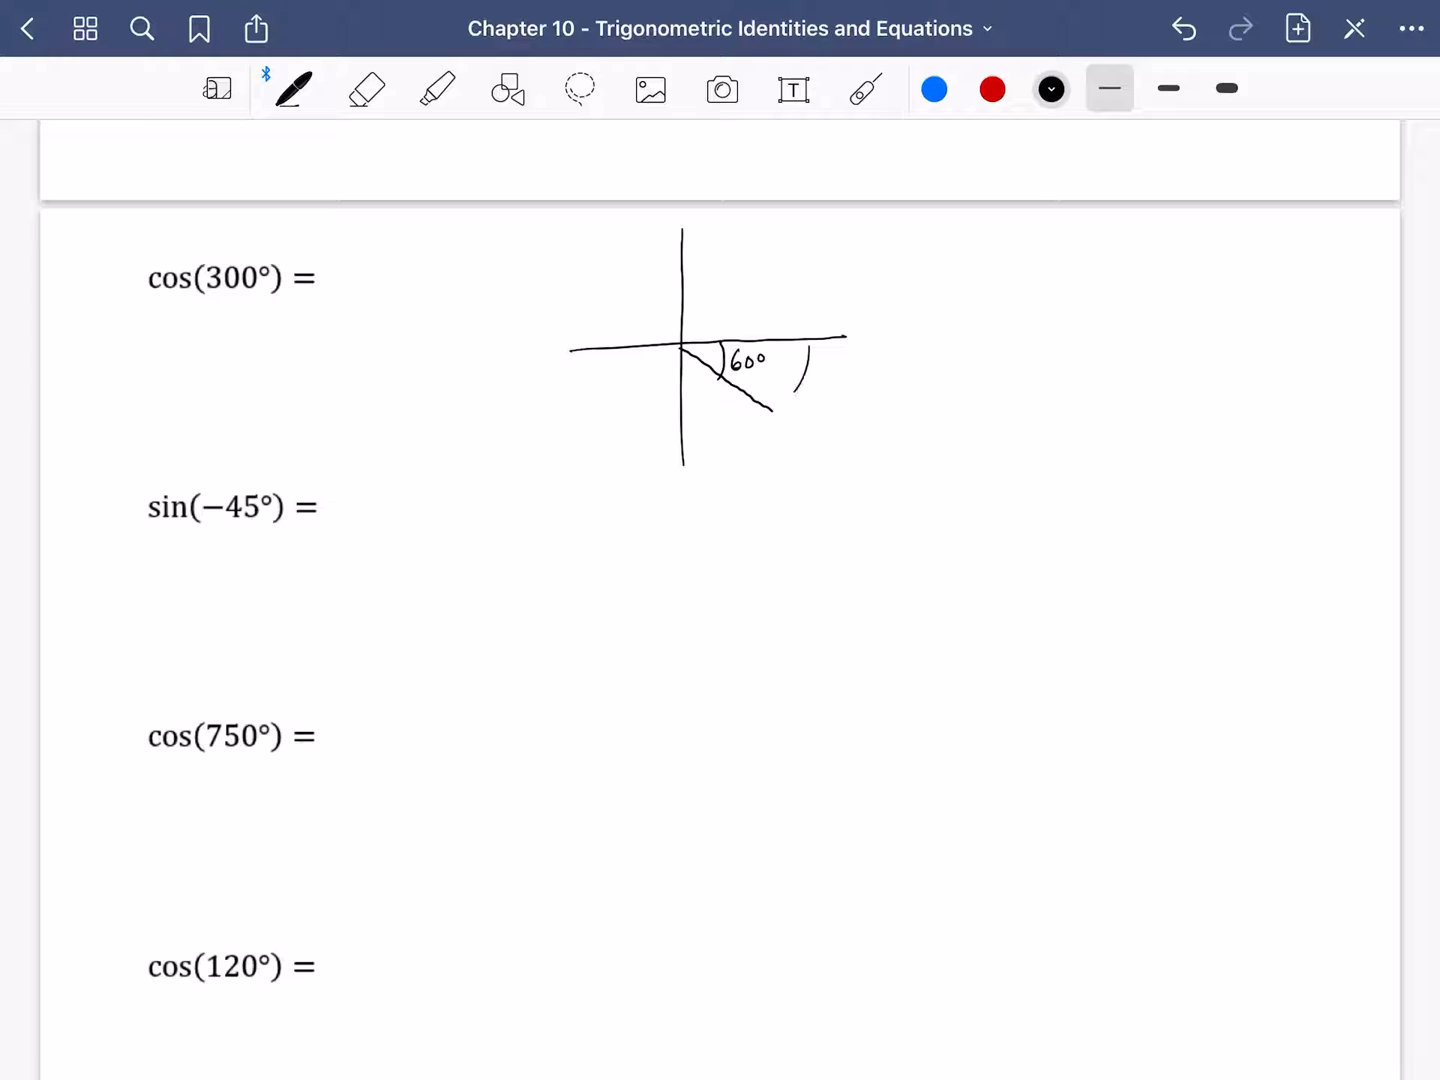 Chapter 10 - Trigonometric Identities and Equations
a
T
cos(300°) =
60°
sin(−45°) =
cos(750°) =
cos(120°) =